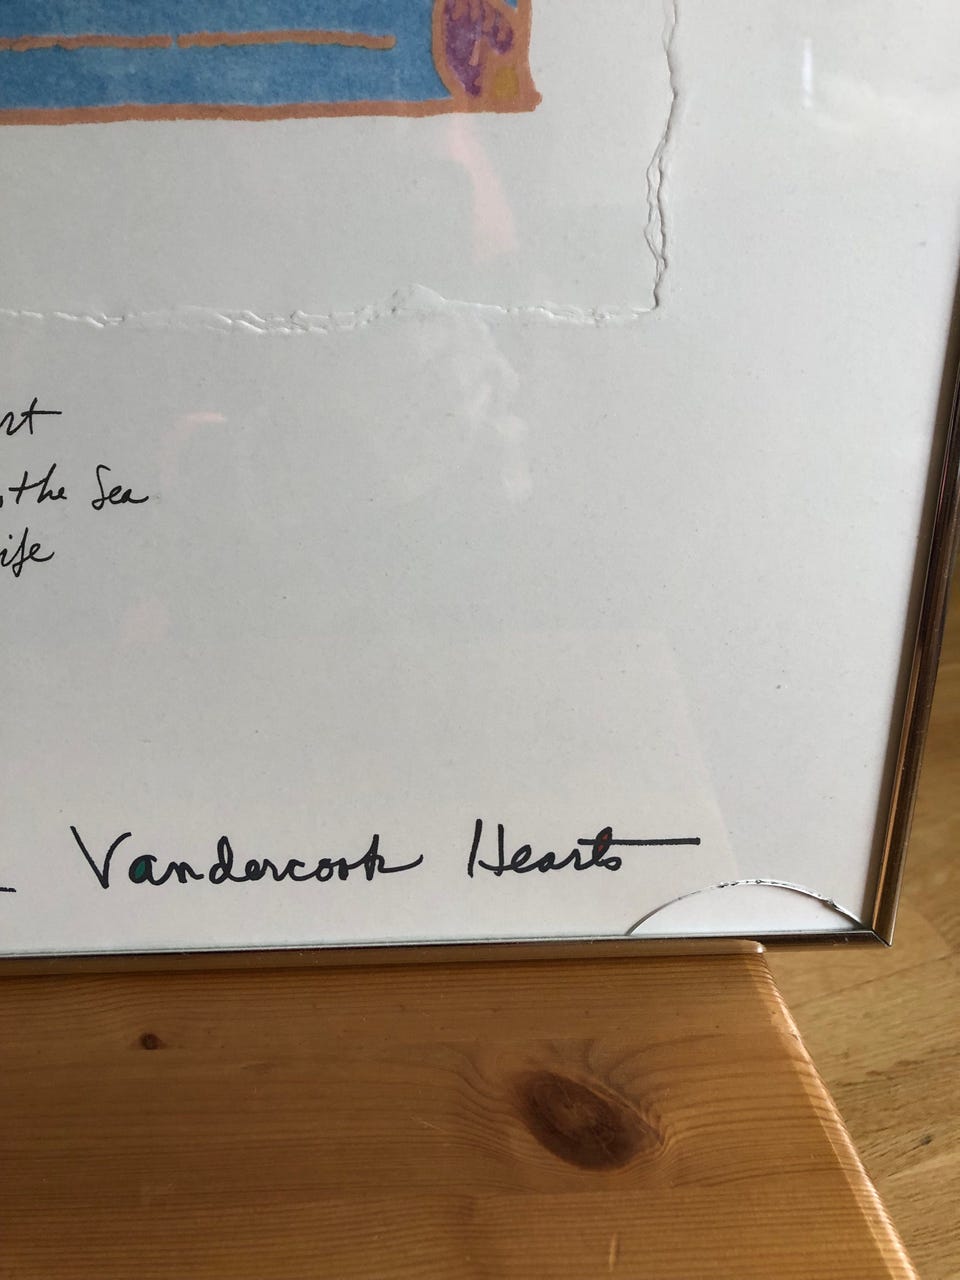 the Sea
Vandercook Hearts